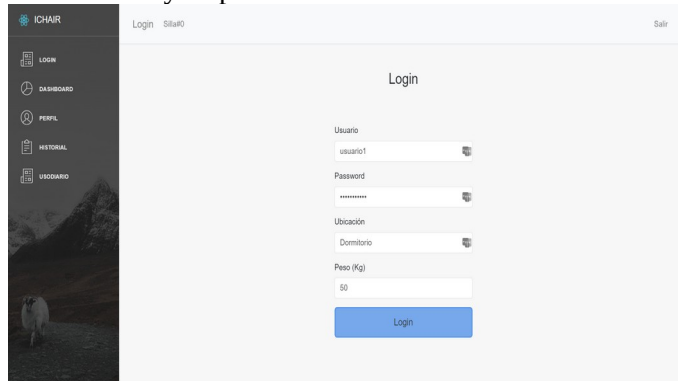 ICHAIR
Login Silla#0 Salir
LOGIN
DASHBOARD
PERFIL
HISTORIAL
USODIARIO
Login
Usuario
usuario1
Password
•••••••••••
Ubicación
Dormitorio
Peso (Kg)
50
Login